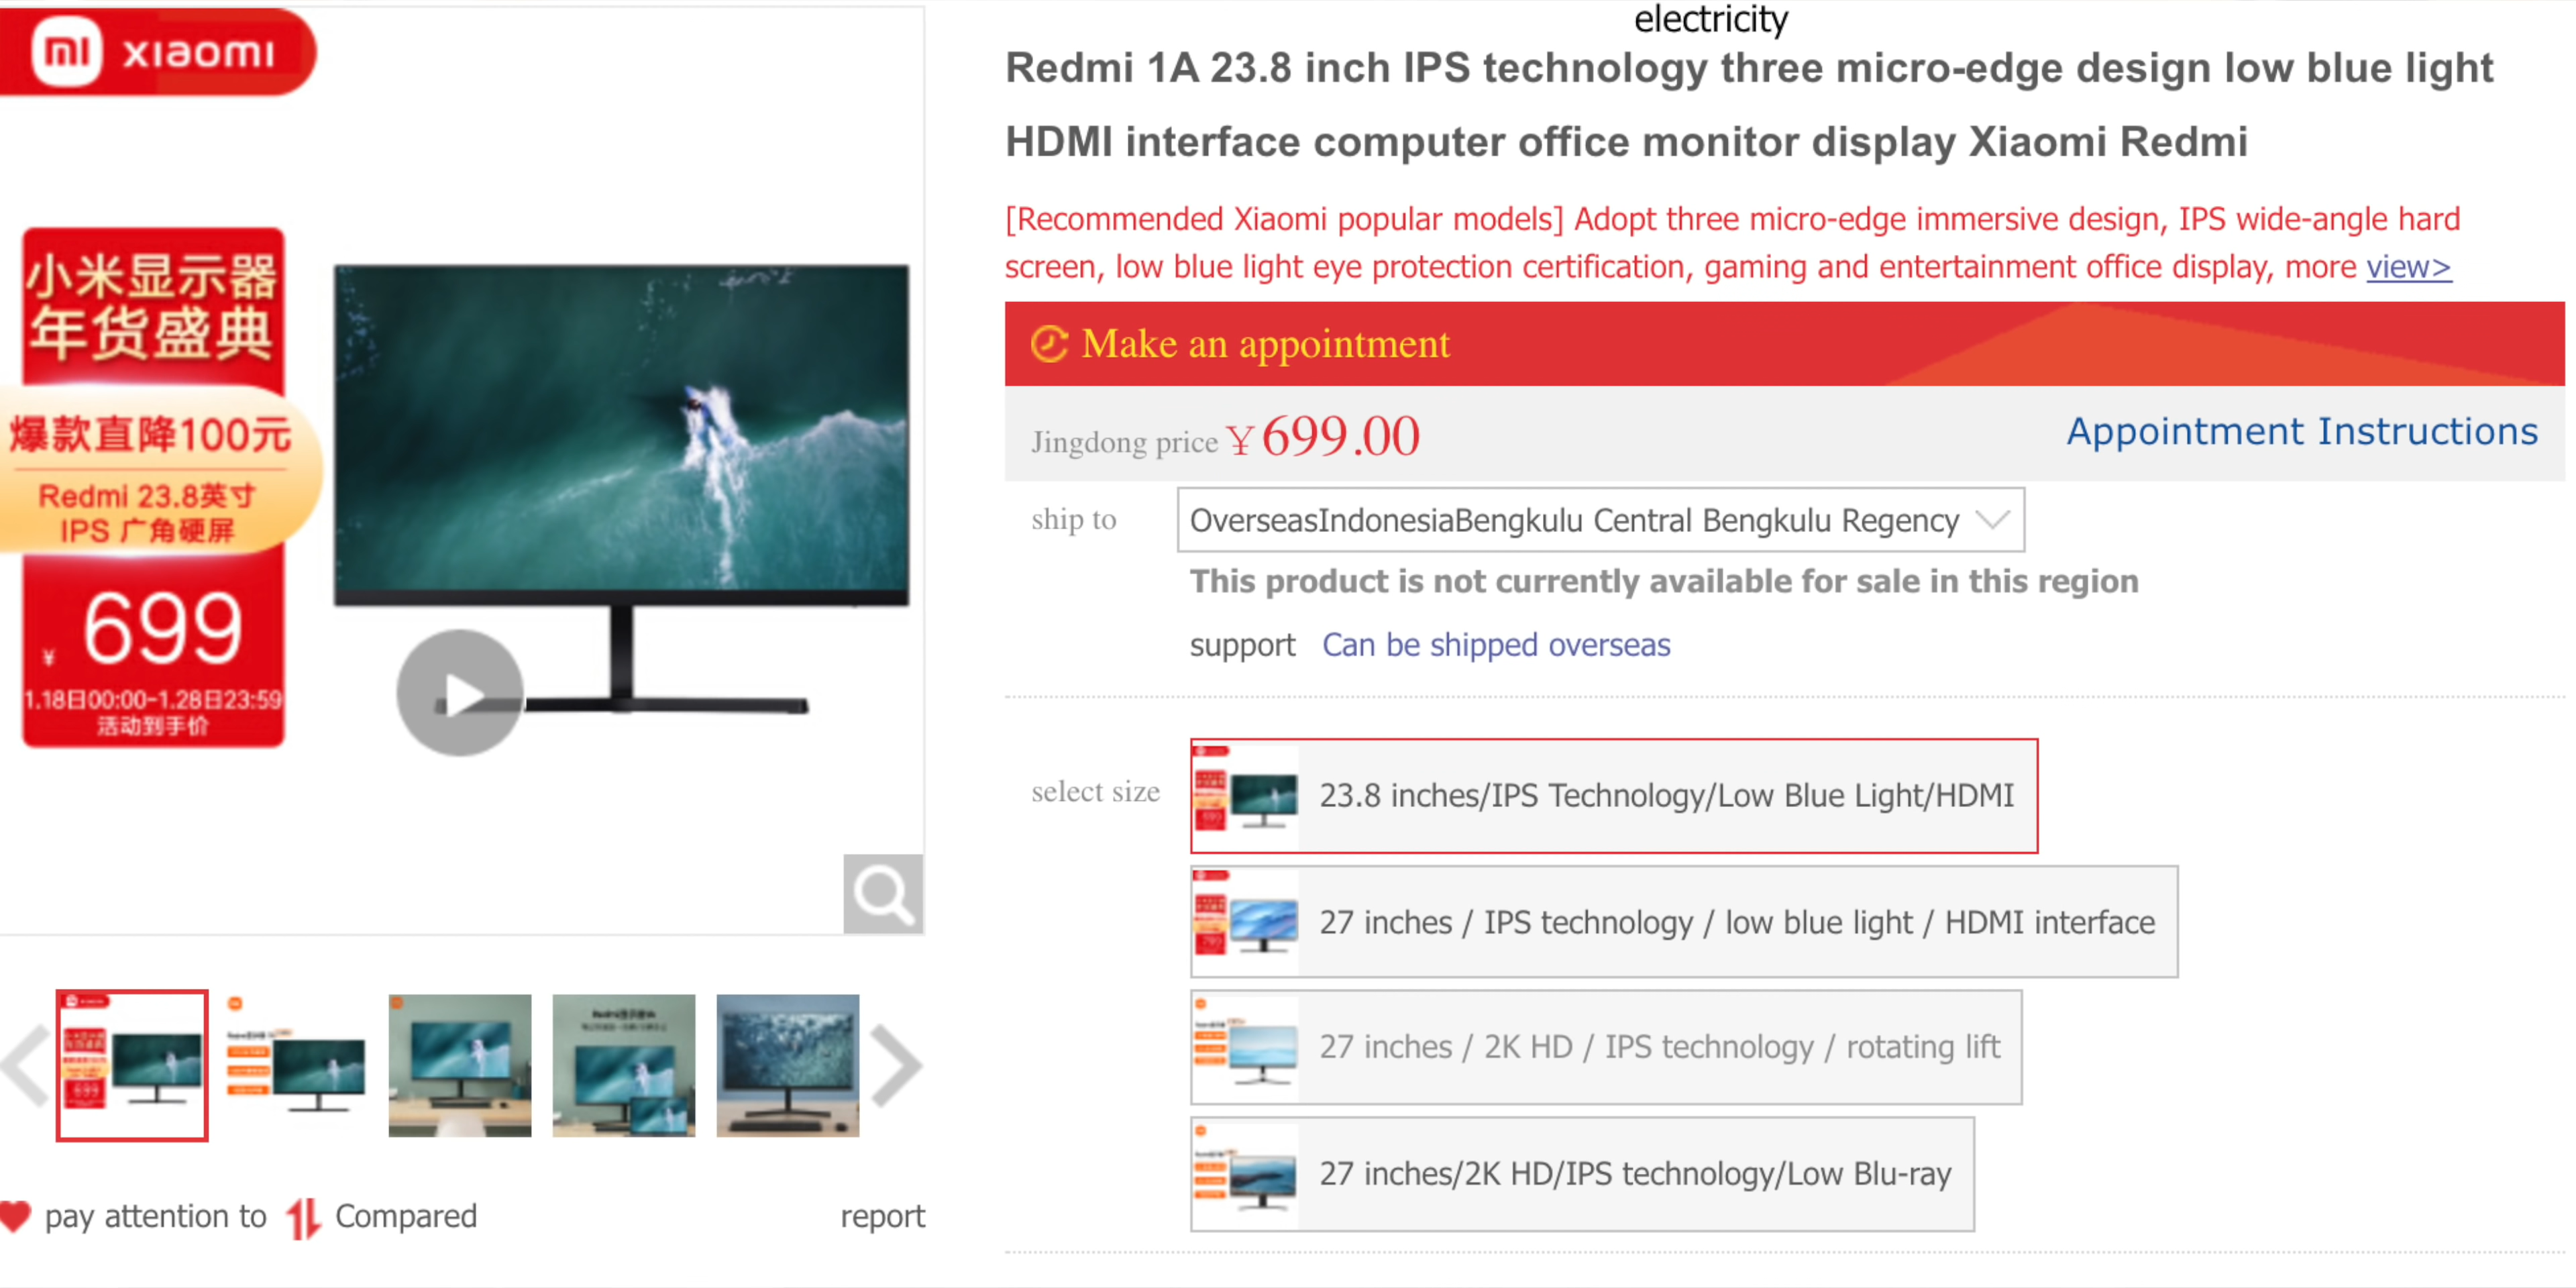 mi xiaomi
小米显示器
年货盛典
爆款直降100元
Redmi 23.8英寸
IPS 广角硬屏
¥ 699
1.18日00:00-1.28日23:59
活动到手价
pay attention to Compared report
electricity
Redmi 1A 23.8 inch IPS technology three micro-edge design low blue light
HDMI interface computer office monitor display Xiaomi Redmi
[Recommended Xiaomi popular models] Adopt three micro-edge immersive design, IPS wide-angle hard
screen, low blue light eye protection certification, gaming and entertainment office display, more view>
Make an appointment
Jingdong price ¥ 699.00 Appointment Instructions
ship to OverseasIndonesiaBengkulu Central Bengkulu Regency
This product is not currently available for sale in this region
support Can be shipped overseas
select size 23.8 inches/IPS Technology/Low Blue Light/HDMI
27 inches / IPS technology / low blue light / HDMI interface
27 inches / 2K HD / IPS technology / rotating lift
27 inches/2K HD/IPS technology/Low Blu-ray